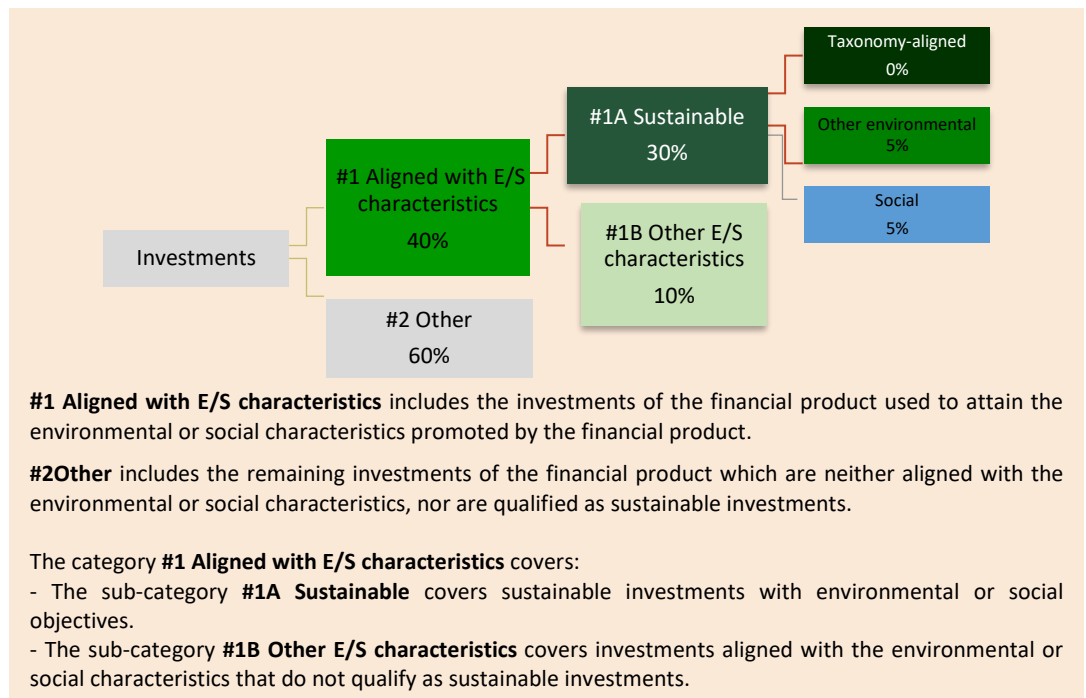 Taxonomy-aligned
0%
#1A Sustainable
30%
Other environmental
5%
#1 Aligned with E/S
characteristics
40%
Social
5%
#1B Other E/S
characteristics
10%
Investments
#2 Other
60%
#1 Aligned with E/S characteristics includes the investments of the financial product used to attain the
environmental or social characteristics promoted by the financial product.
#2Other includes the remaining investments of the financial product which are neither aligned with the
environmental or social characteristics, nor are qualified as sustainable investments.
The category #1 Aligned with E/S characteristics covers:
- The sub-category #1A Sustainable covers sustainable investments with environmental or social
objectives.
- The sub-category #1B Other E/S characteristics covers investments aligned with the environmental or
social characteristics that do not qualify as sustainable investments.